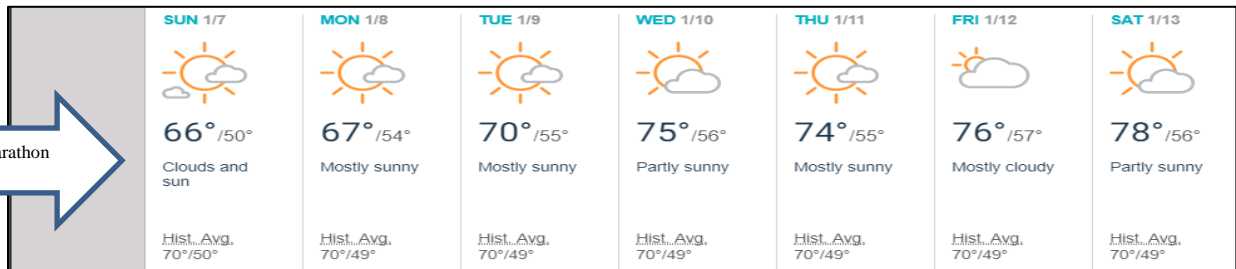 SUN 1/7 MON 1/8 TUE 1/9 WED 1/10 THU 1/11 FRI 1/12 SAT 1/13
66°/50° 67°/54° 70°/55° 75°/56° 74°/55° 76°/57° 78°/56°
Clouds and sun Mostly sunny Mostly sunny Partly sunny Mostly sunny Mostly cloudy Partly sunny
Hist. Avg. Hist. Avg. Hist. Avg. Hist. Avg. Hist. Avg. Hist. Avg. Hist. Avg.
70°/50° 70°/49° 70°/49° 70°/49° 70°/49° 70°/49° 70°/49°